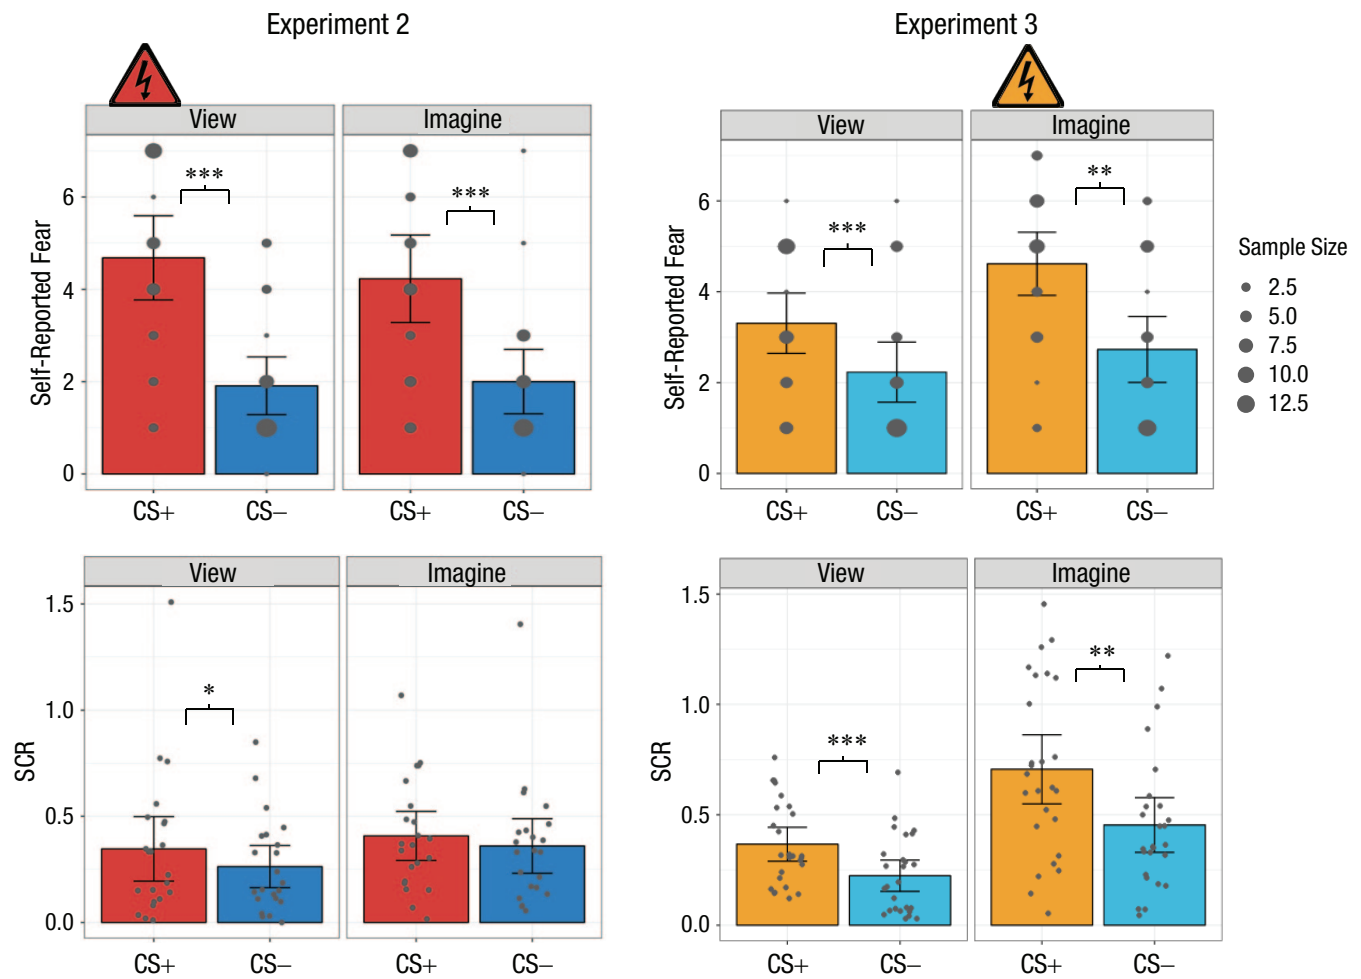 Experiment 2
Experiment 3
View
Imagine
View
Imagine
Self-Reported Fear
6
4
2
0
***
***
CS+
CS–
CS+
CS–
Self-Reported Fear
6
4
2
0
***
**
CS+
CS–
CS+
CS–
Sample Size
2.5
5.0
7.5
10.0
12.5
View
Imagine
SCR
1.5
1.0
0.5
0.0
*
CS+
CS–
CS+
CS–
View
Imagine
SCR
1.5
1.0
0.5
0.0
***
**
CS+
CS–
CS+
CS–